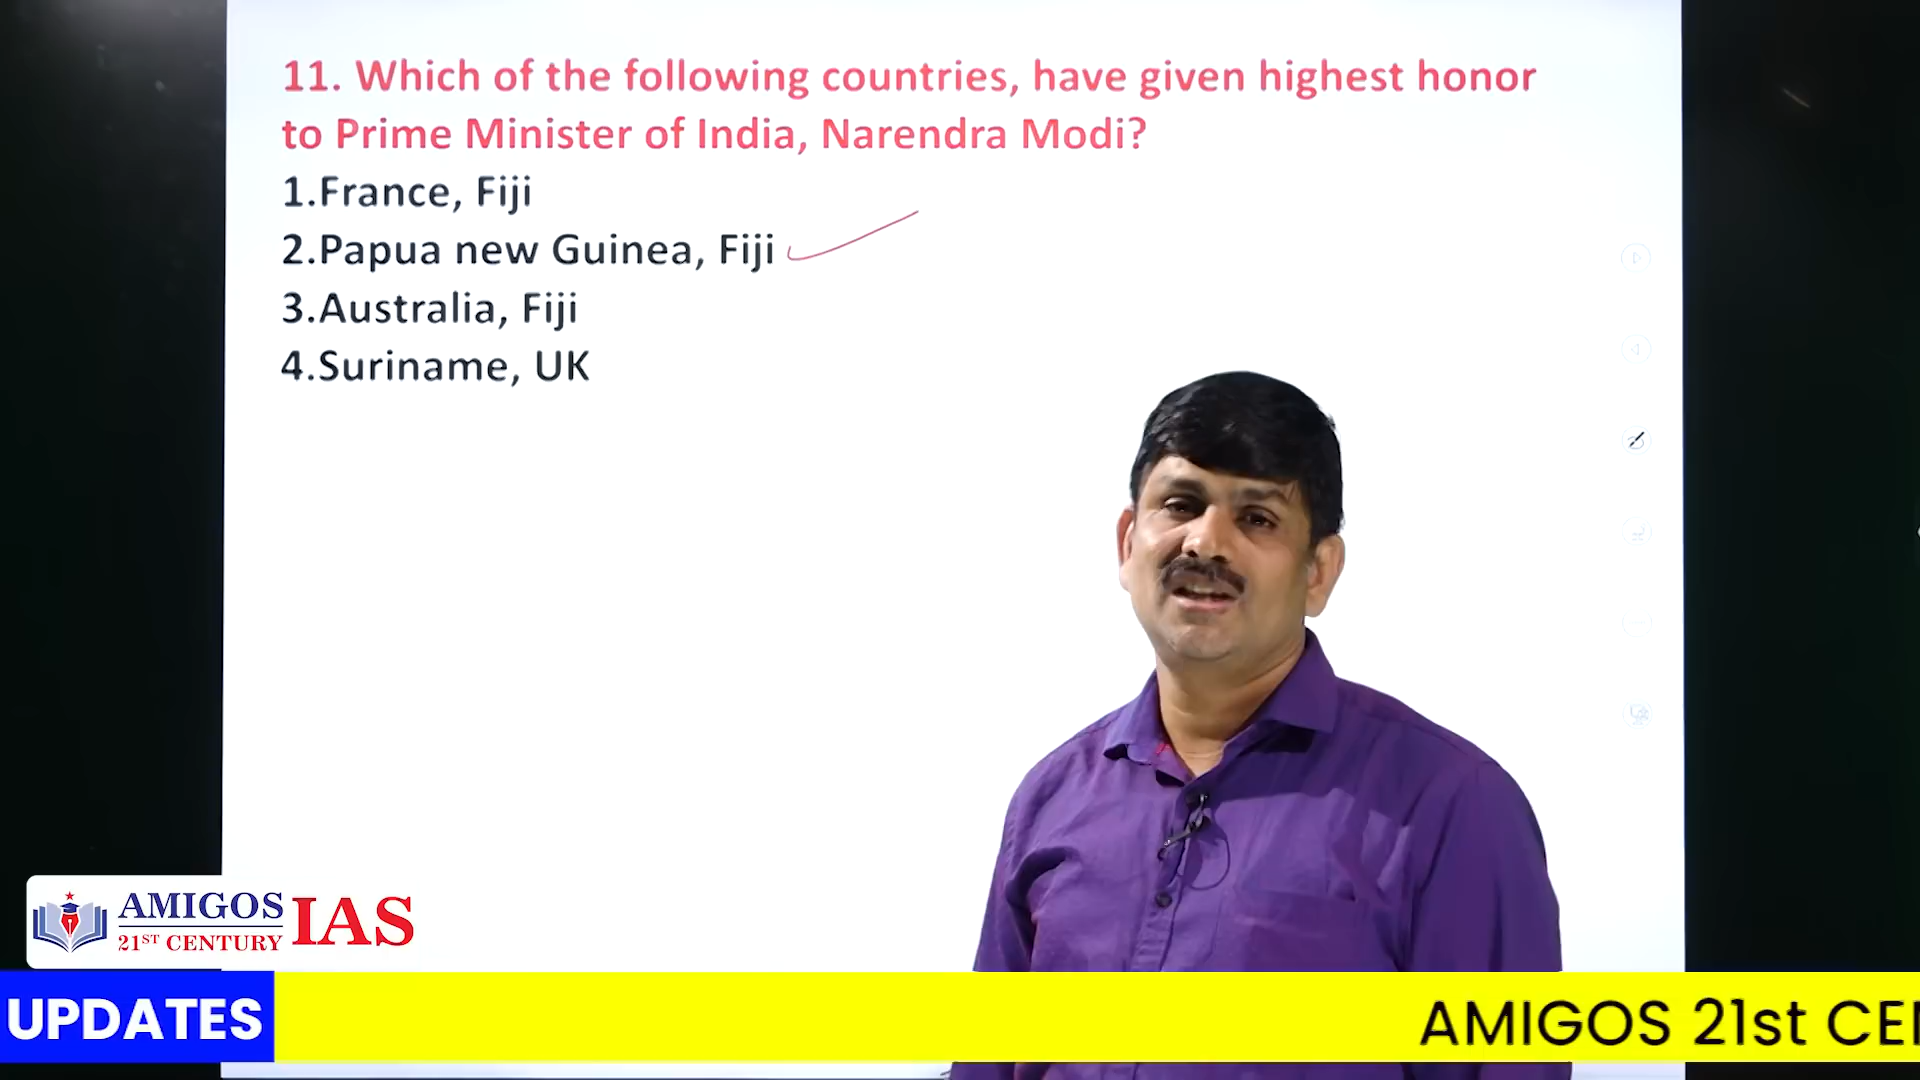 11. Which of the following countries, have given highest honor
to Prime Minister of India, Narendra Modi?
1.France, Fiji
2.Papua new Guinea, Fiji
3.Australia, Fiji
4.Suriname, UK
AMIGOS
21ST CENTURY
IAS
UPDATES
AMIGOS 21st CE